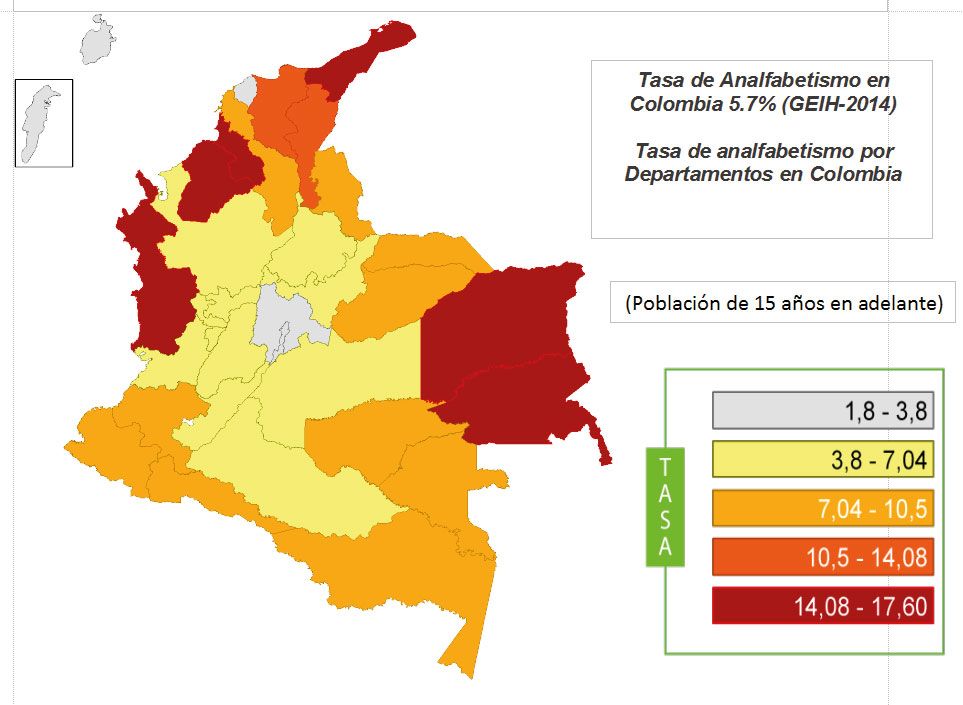 Tasa de Analfabetismo en
Colombia 5.7% (GEIH-2014)
Tasa de analfabetismo por
Departamentos en Colombia
(Población de 15 años en adelante)
TASA
1,8 - 3,8
3,8 - 7,04
7,04 - 10,5
10,5 - 14,08
14,08 - 17,60